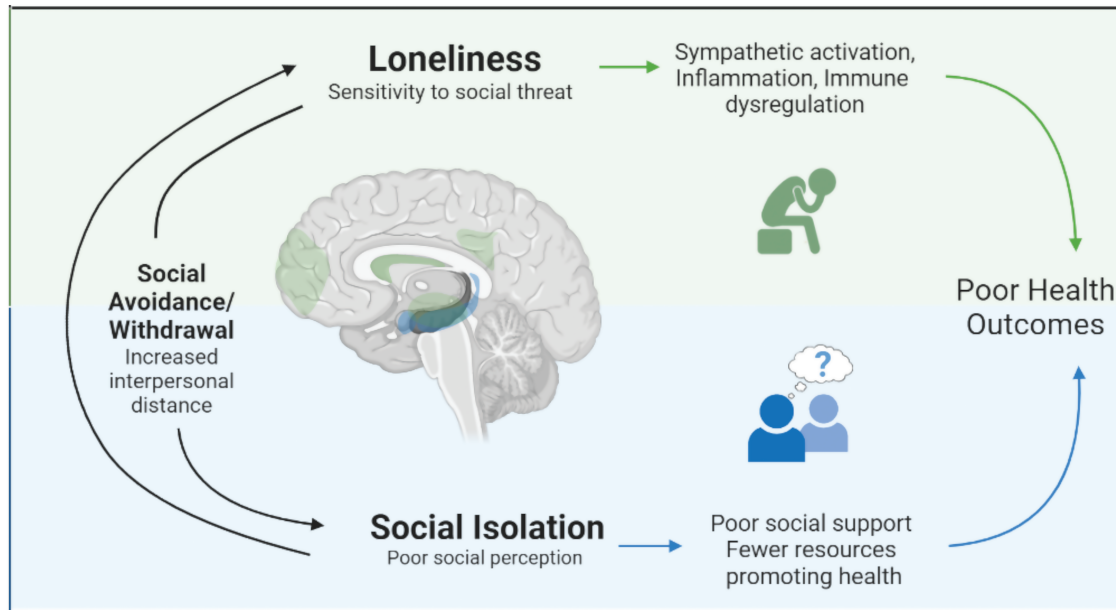 Loneliness
Sensitivity to social threat
Sympathetic activation,
Inflammation, Immune
dysregulation
Social
Avoidance/
Withdrawal
Increased
interpersonal
distance
Poor Health
Outcomes
?
Social Isolation
Poor social perception
Poor social support
Fewer resources
promoting health